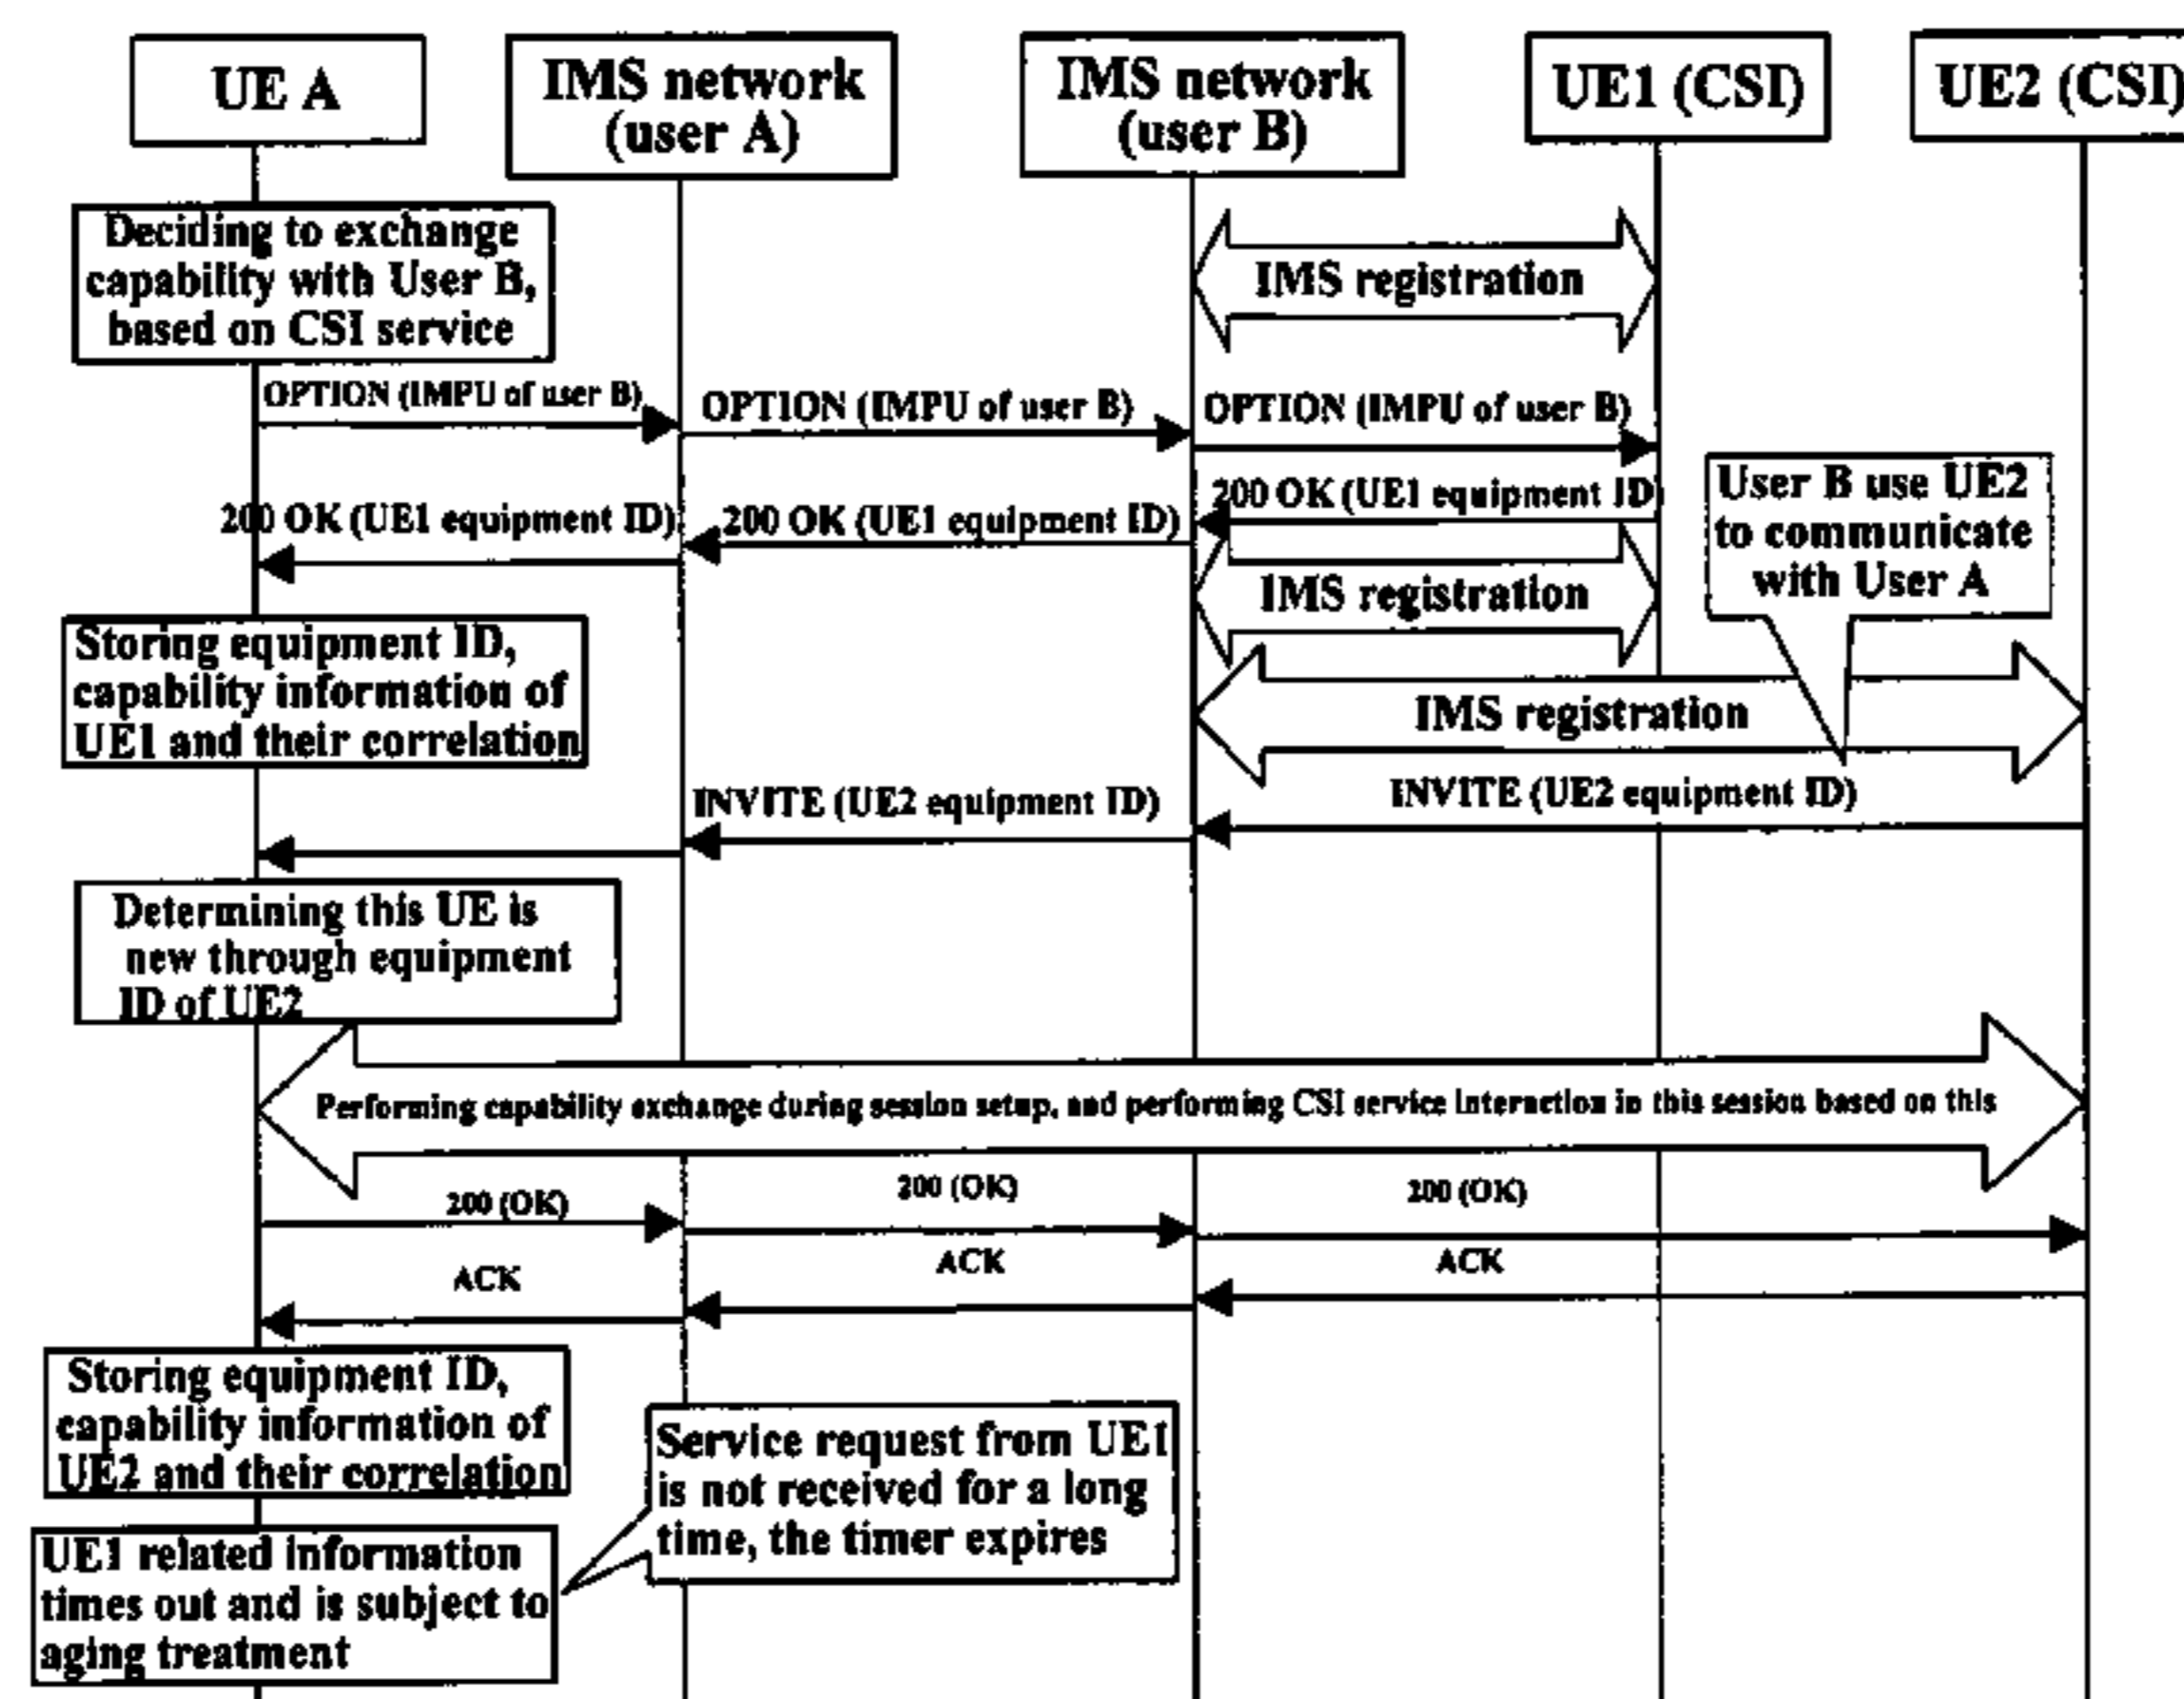 UE A
IMS network
(user A)
IMS network
(user B)
UE1 (CSI)
UE2 (CSI)
Deciding to exchange
capability with User B,
based on CSI service
IMS registration
OPTION (IMPU of user B)
OPTION (IMPU of user B)
OPTION (IMPU of user B)
200 OK (UE1 equipment ID)
200 OK (UE1 equipment ID)
200 OK (UE1 equipment ID)
User B use UE2
to communicate
with User A
IMS registration
Storing equipment ID,
capability information of
UE1 and their correlation
IMS registration
INVITE (UE2 equipment ID)
INVITE (UE2 equipment ID)
Determining this UE is
new through equipment
ID of UE2
Performing capability exchange during session setup, and performing CSI service interaction in this session based on this
200 (OK)
200 (OK)
200 (OK)
ACK
ACK
ACK
Storing equipment ID,
capability information of
UE2 and their correlation
Service request from UE1
is not received for a long
time, the timer expires
UE1 related information
times out and is subject to
aging treatment